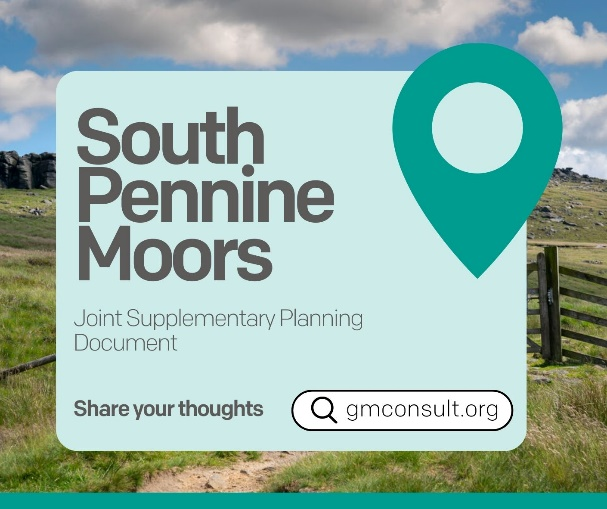 South
Pennine
Moors
Joint Supplementary Planning
Document
Share your thoughts
gmconsult.org